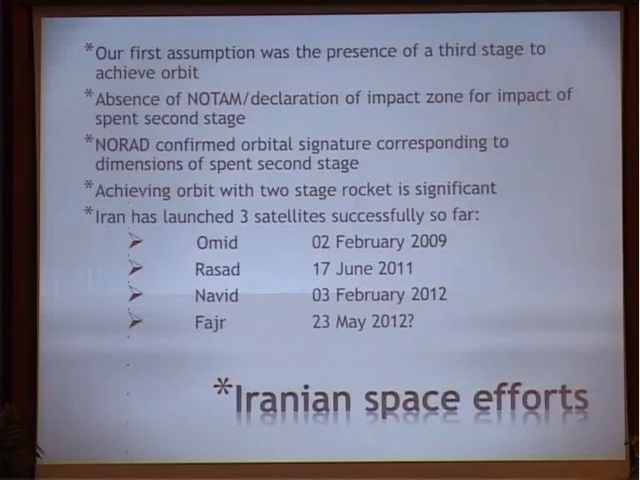 *Our first assumption was the presence of a third stage to
achieve orbit
*Absence of NOTAM/declaration of impact zone for impact of
spent second stage
*NORAD confirmed orbital signature corresponding to
dimensions of spent second stage
*Achieving orbit with two stage rocket is significant
*Iran has launched 3 satellites successfully so far:
➢ Omid 02 February 2009
➢ Rasad 17 June 2011
➢ Navid 03 February 2012
➢ Fajr 23 May 2012?
*Iranian space efforts